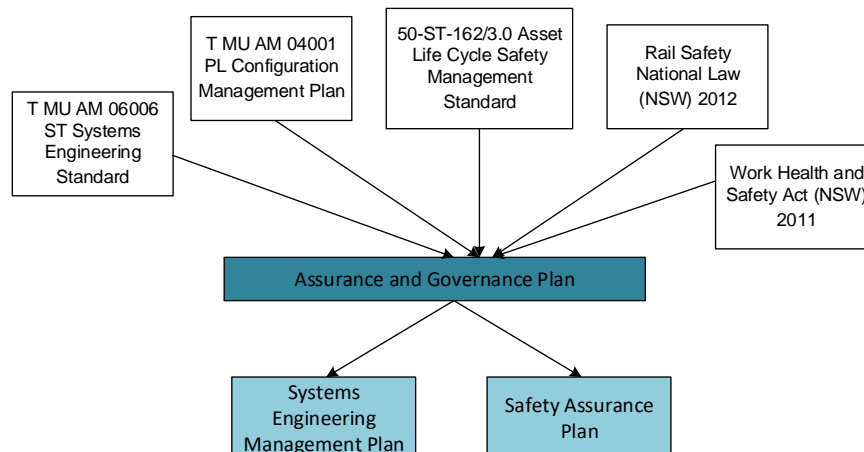 T MU AM 06006
ST Systems
Engineering
Standard
T MU AM 04001
PL Configuration
Management Plan
50-ST-162/3.0 Asset
Life Cycle Safety
Management
Standard
Rail Safety
National Law
(NSW) 2012
Work Health and
Safety Act (NSW)
2011
Assurance and Governance Plan
Systems
Engineering
Management Plan
Safety Assurance
Plan